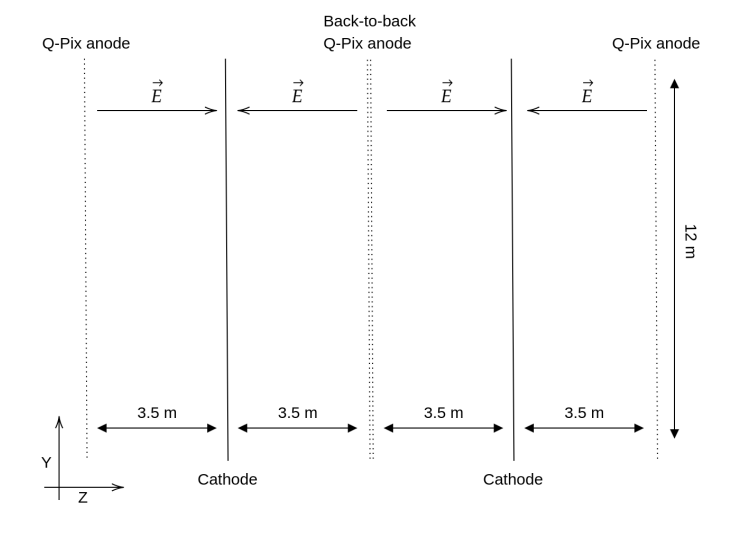 Back-to-back
Q-Pix anode
Q-Pix anode
Q-Pix anode
E
E
E
E
12 m
3.5 m
3.5 m
3.5 m
3.5 m
Y
Z
Cathode
Cathode